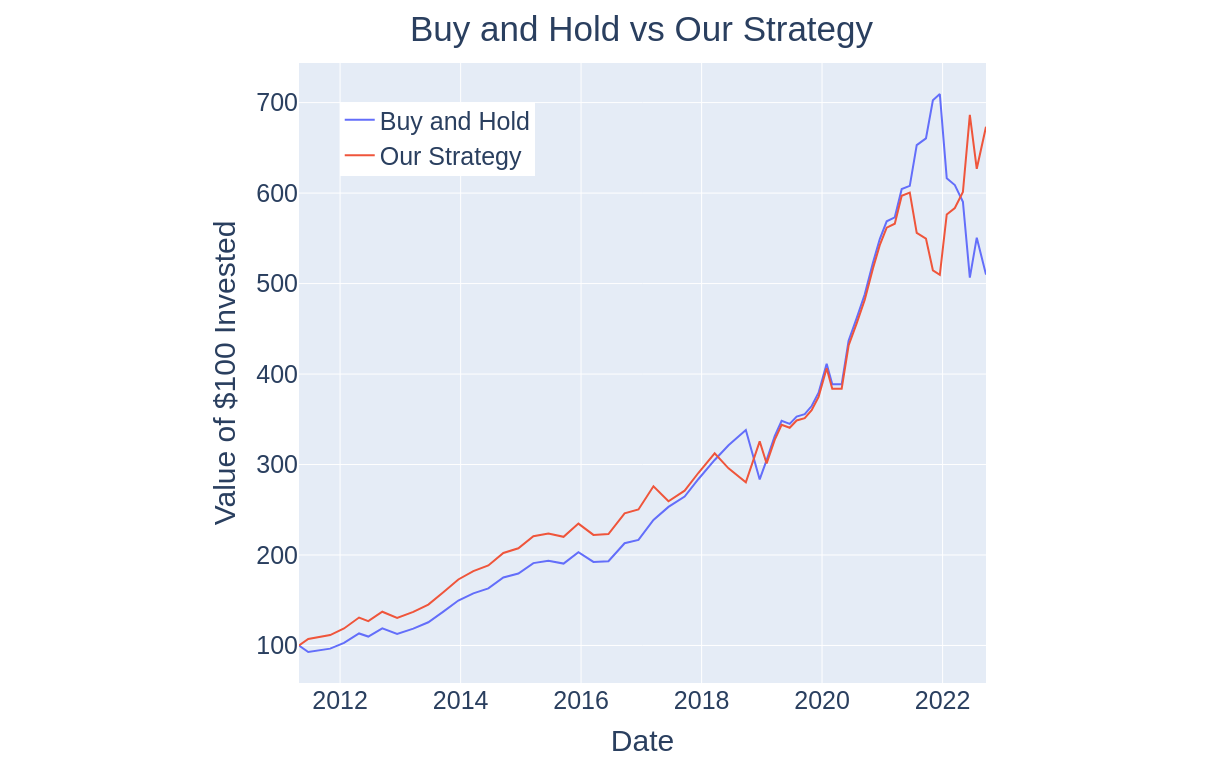 Buy and Hold vs Our Strategy
Buy and Hold
Our Strategy
700
600
500
400
300
200
100
Value of $100 Invested
2012 2014 2016 2018 2020 2022
Date